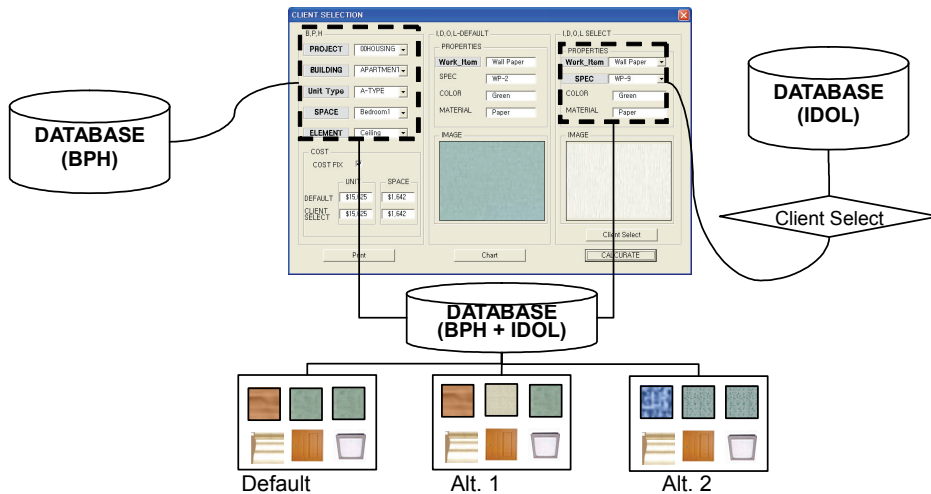 CLIENT SELECTION
B,P,H
PROJECT 00HOUSING
BUILDING APARTMENT
Unit Type A-TYPE
SPACE Bedroom1
ELEMENT Ceiling
COST
COST FIX
UNIT SPACE
DEFAULT $15,625 $1,642
CLIENT SELECT $15,625 $1,642
Print
I,D,O,L-DEFAULT
PROPERTIES
Work_Item Wall Paper
SPEC WP-2
COLOR Green
MATERIAL Paper
IMAGE
Chart
I,D,O,L SELECT
PROPERTIES
Work_Item Wall Paper
SPEC WP-9
COLOR Green
MATERIAL Paper
IMAGE
Client Select
CALCURATE
DATABASE
(BPH)
DATABASE
(IDOL)
Client Select
DATABASE
(BPH + IDOL)
Default
Alt. 1
Alt. 2